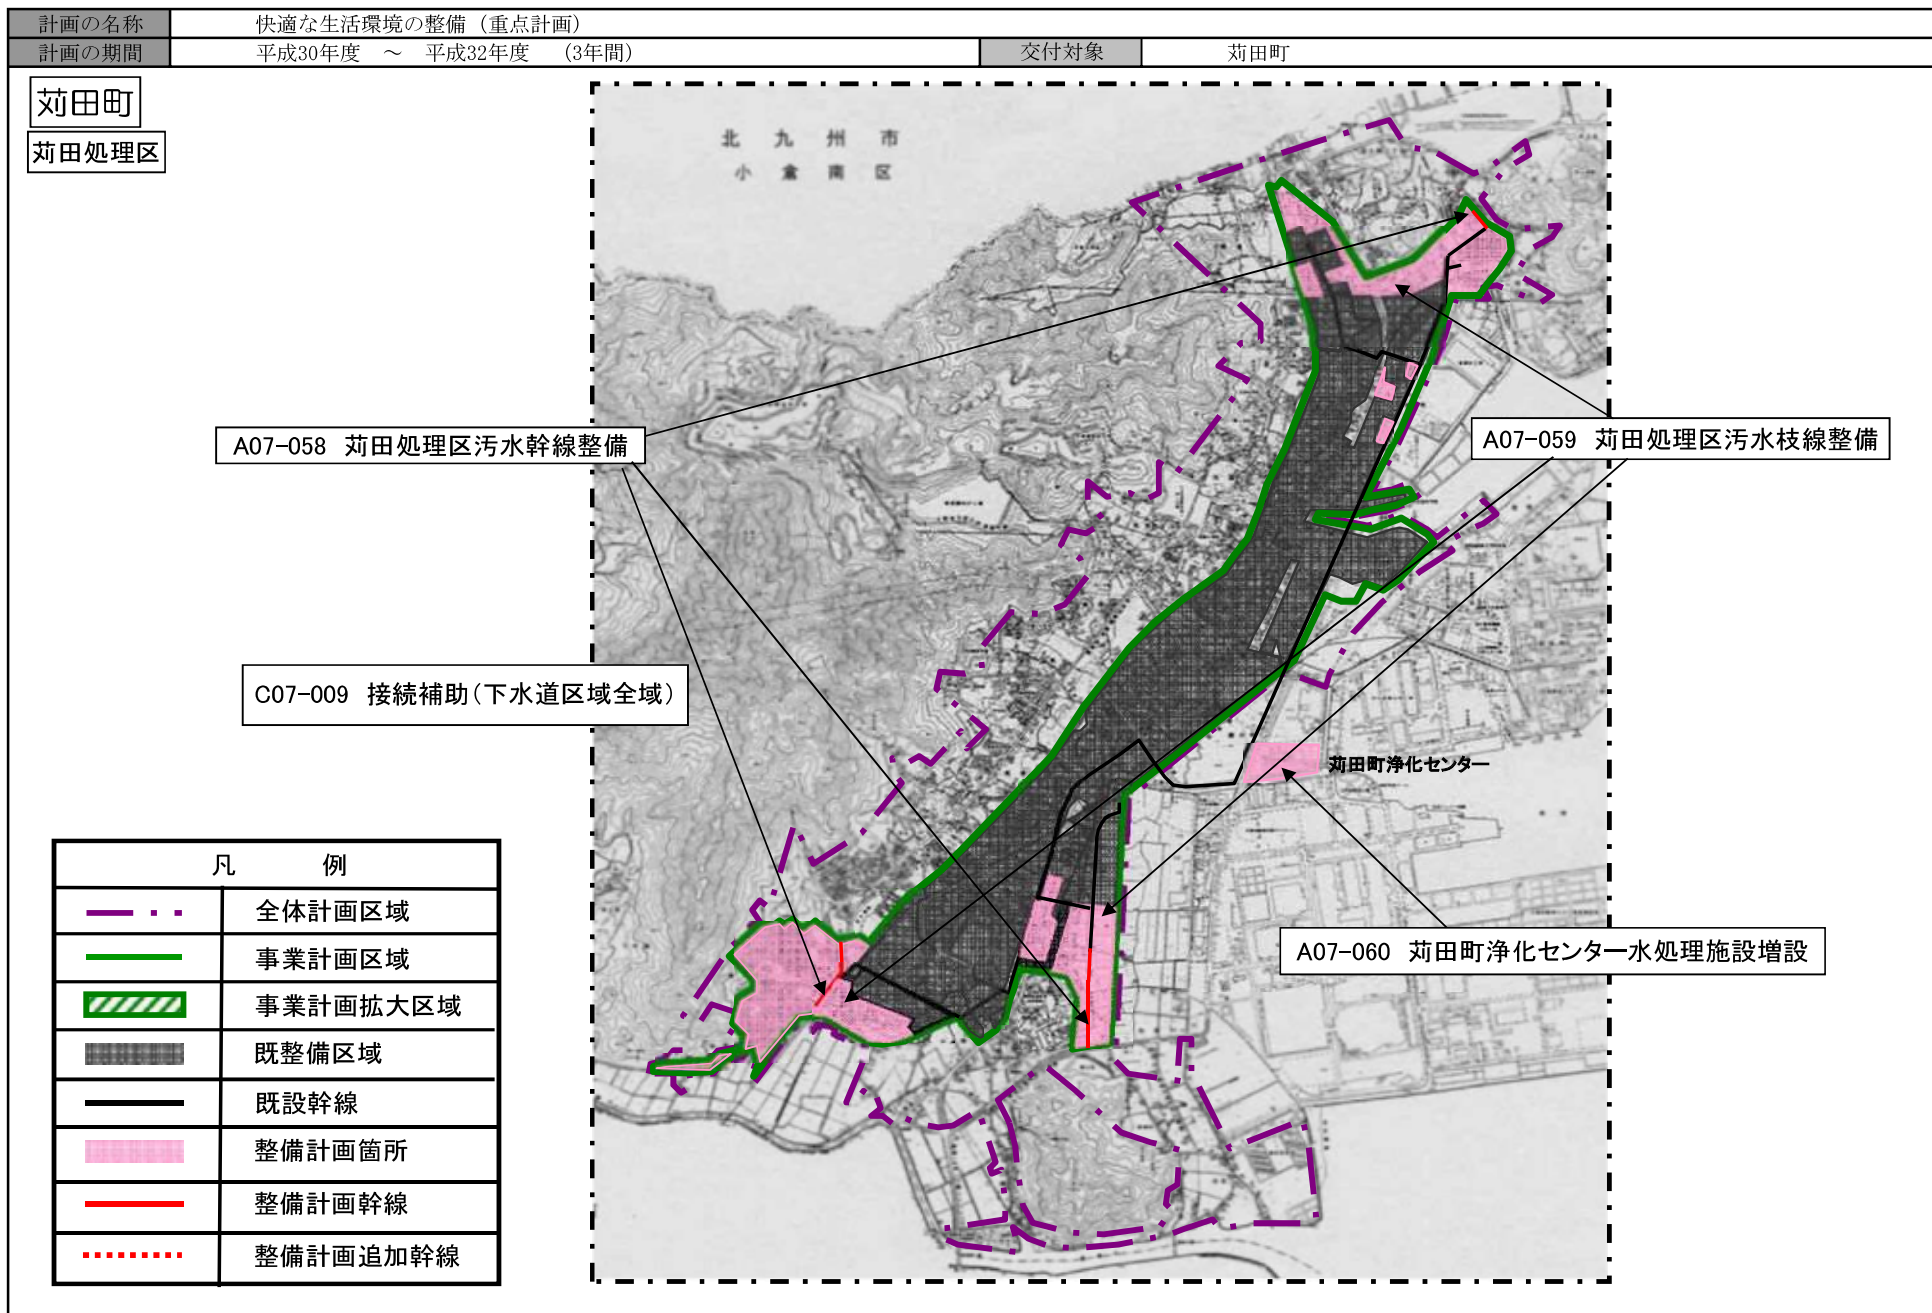 計画の名称 快適な生活環境の整備（重点計画）
計画の期間 平成30年度 ～ 平成32年度 （3年間） 交付対象 苅田町
苅田町
苅田処理区
北九州市
小倉南区
A07-058 苅田処理区汚水幹線整備
A07-059 苅田処理区汚水枝線整備
C07-009 接続補助（下水道区域全域）
苅田町浄化センター
A07-060 苅田町浄化センター水処理施設増設
凡例
全体計画区域
事業計画区域
事業計画拡大区域
既整備区域
既設幹線
整備計画箇所
整備計画幹線
整備計画追加幹線